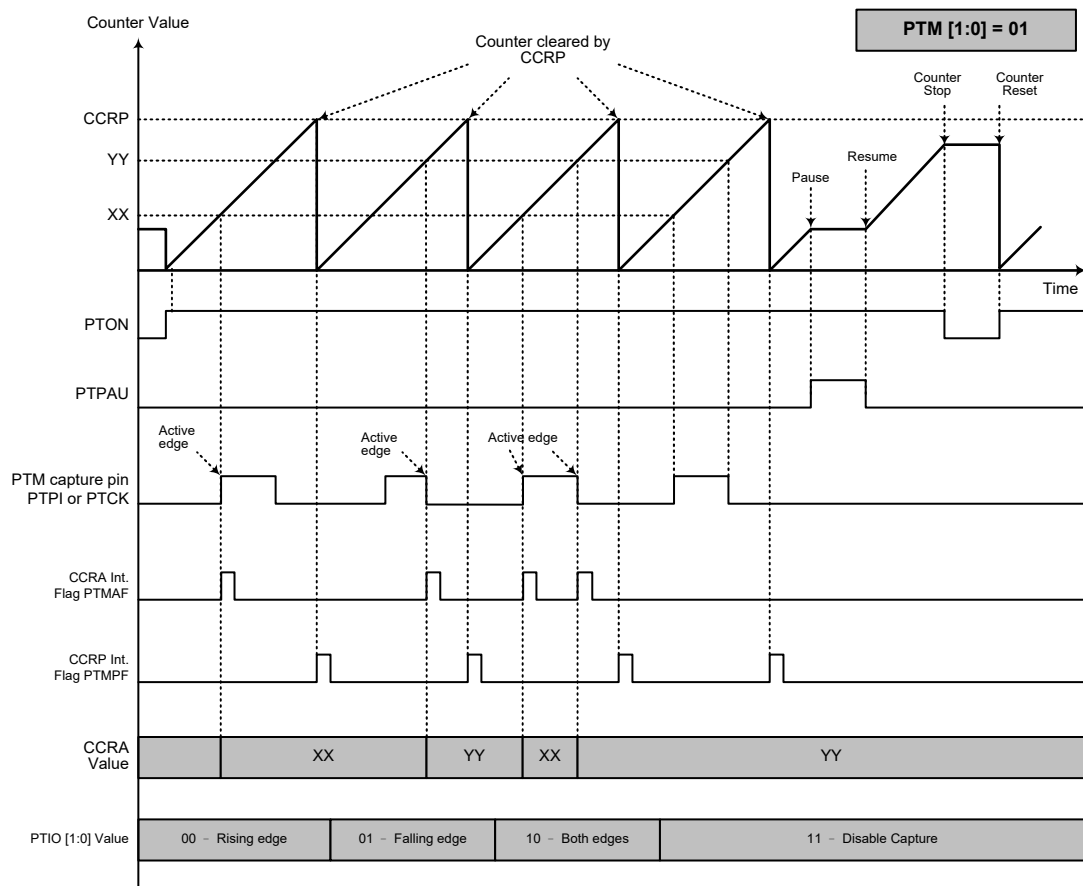 Counter Value
PTM [1:0] = 01
Counter cleared by
CCRP
Counter
Stop
Counter
Reset
CCRP
YY
XX
Pause
Resume
Time
PTON
PTPAU
Active
edge
Active
edge
Active edge
PTM capture pin
PTPI or PTCK
CCRA Int.
Flag PTMAF
CCRP Int.
Flag PTMPF
CCRA
Value
XX
YY
XX
YY
PTIO [1:0] Value
00 – Rising edge
01 – Falling edge
10 – Both edges
11 – Disable Capture